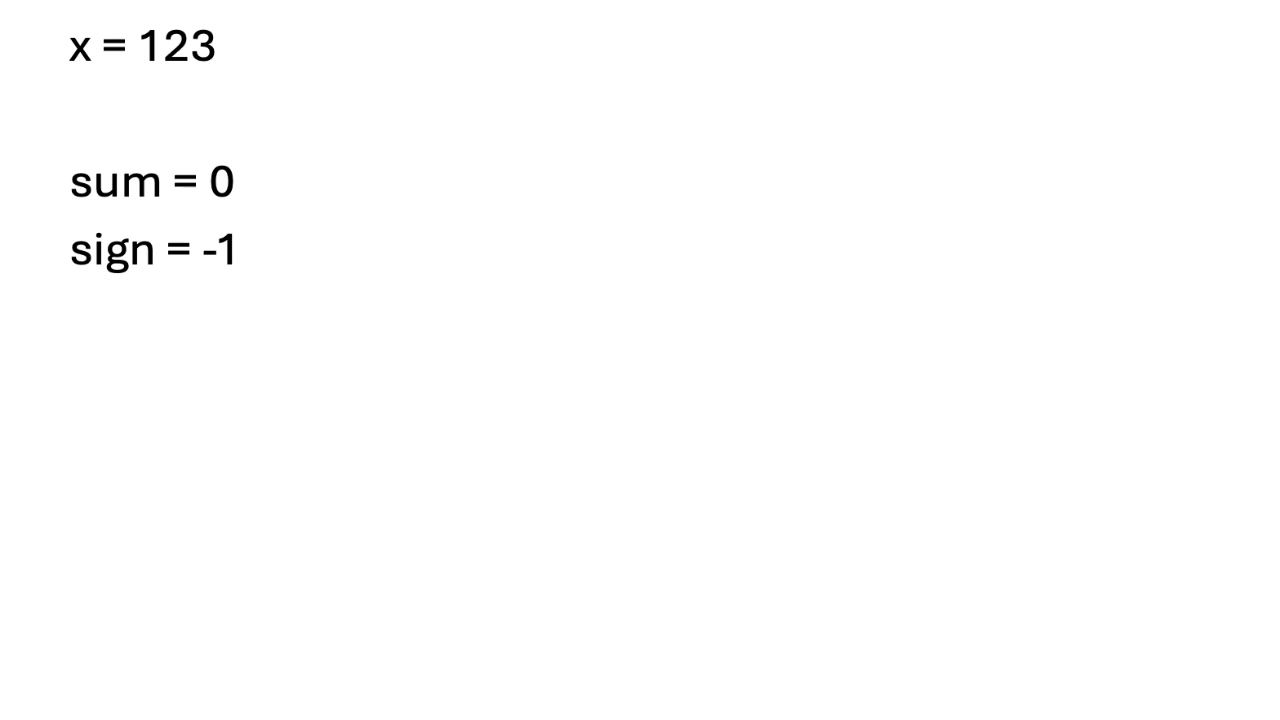 x = 123
sum = 0
sign = -1